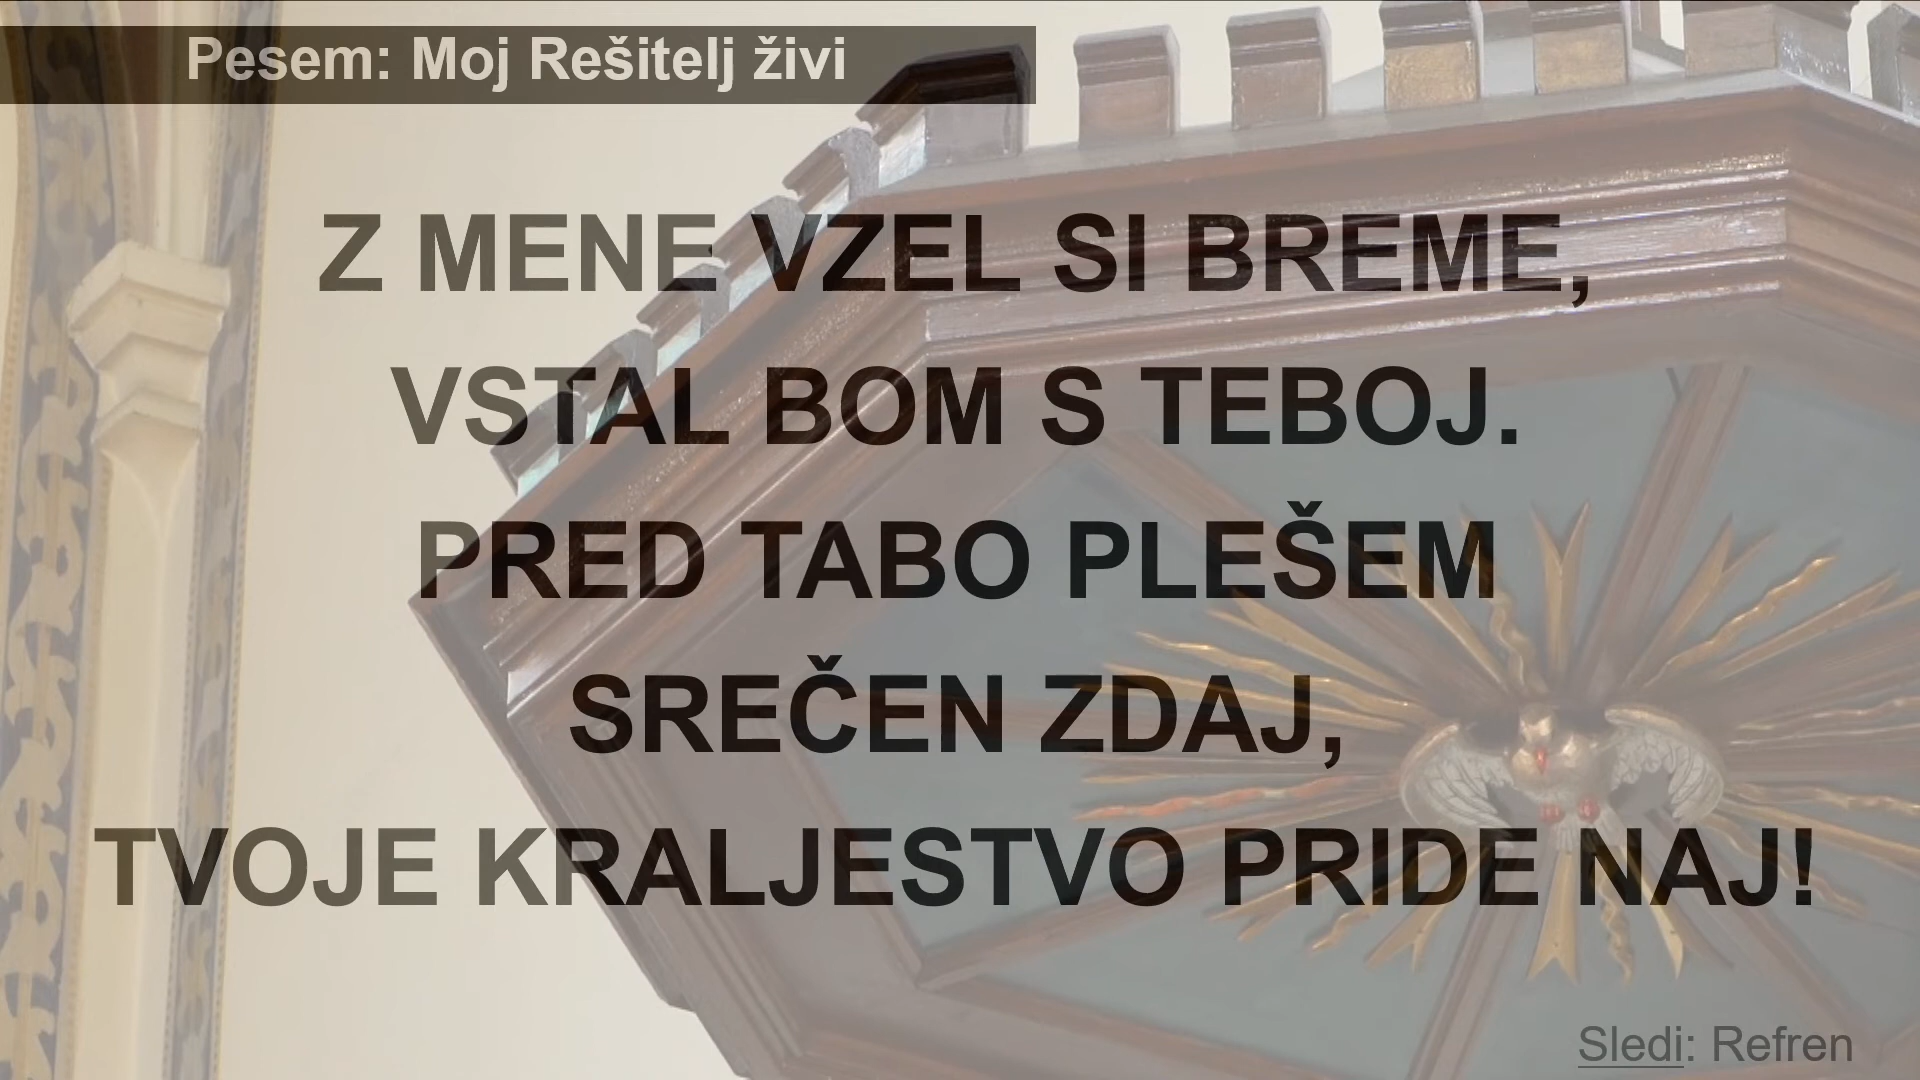 Pesem: Moj Rešitelj živi
Z MENE VZEL SI BREME,
VSTAL BOM S TEBOJ.
PRED TABO PLEŠEM
SREČEN ZDAJ,
TVOJE KRALJESTVO PRIDE NAJ!
Sledi: Refren